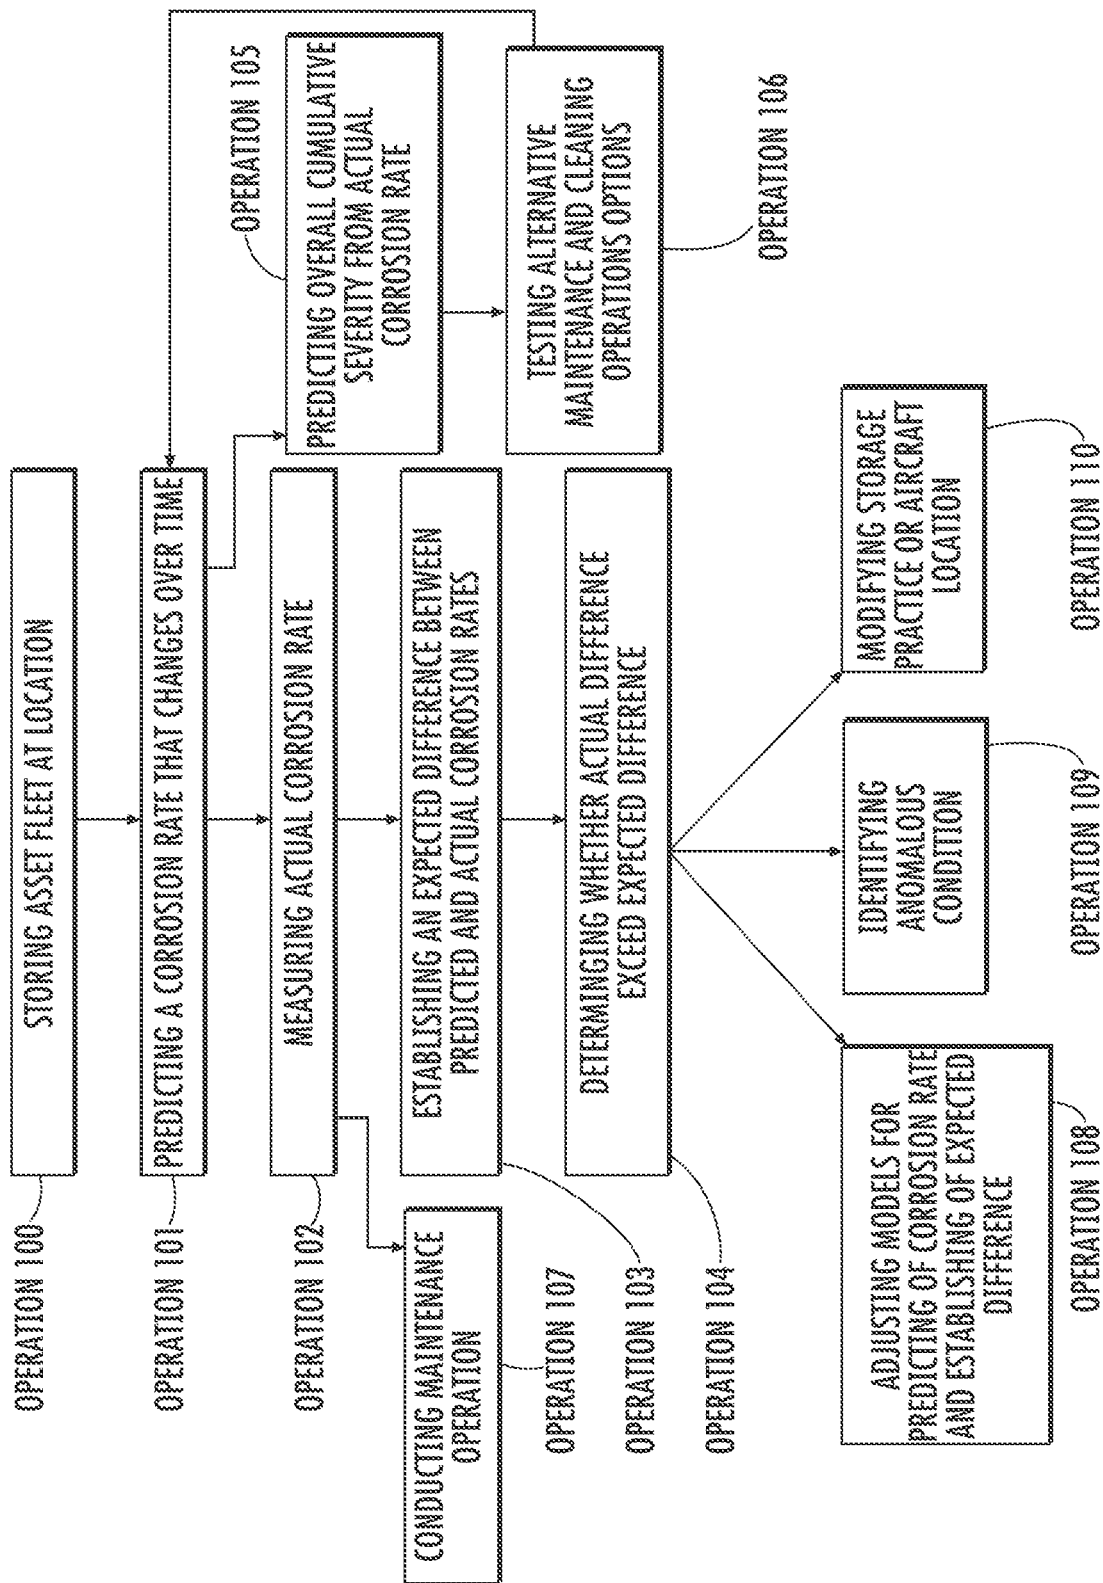 OPERATION 100
STORING ASSET FLEET AT LOCATION
OPERATION 101
PREDICTING A CORROSION RATE THAT CHANGES OVER TIME
OPERATION 102
MEASURING ACTUAL CORROSION RATE
OPERATION 105
PREDICTING OVERALL CUMULATIVE
SEVERITY FROM ACTUAL
CORROSION RATE
CONDUCTING MAINTENANCE
OPERATION
OPERATION 107
ESTABLISHING AN EXPECTED DIFFERENCE BETWEEN
PREDICTED AND ACTUAL CORROSION RATES
OPERATION 103
TESTING ALTERNATIVE
MAINTENANCE AND CLEANING
OPERATIONS OPTIONS
OPERATION 106
DETERMINGING WHETHER ACTUAL DIFFERENCE
EXCEED EXPECTED DIFFERENCE
OPERATION 104
ADJUSTING MODELS FOR
PREDICTING OF CORROSION RATE
AND ESTABLISHING OF EXPECTED
DIFFERENCE
OPERATION 108
IDENTIFYING
ANOMALOUS
CONDITION
OPERATION 109
MODIFYING STORAGE
PRACTICE OR AIRCRAFT
LOCATION
OPERATION 110